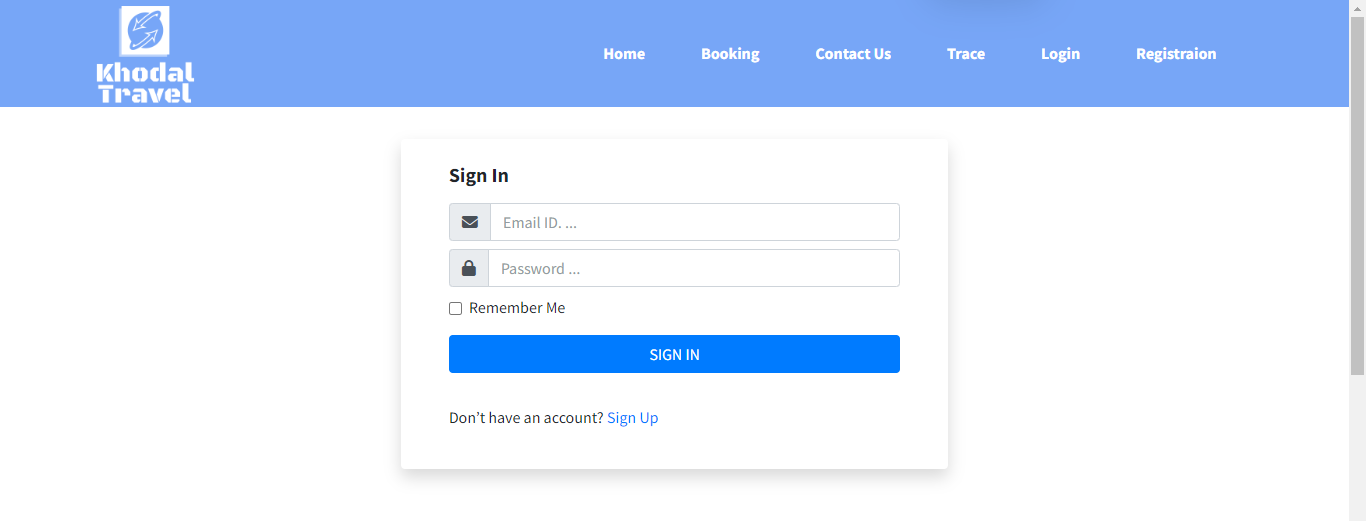 Khodal
Travel
Home Booking Contact Us Trace Login Registraion
Sign In
Email ID. ...
Password ...
Remember Me
SIGN IN
Don’t have an account? Sign Up